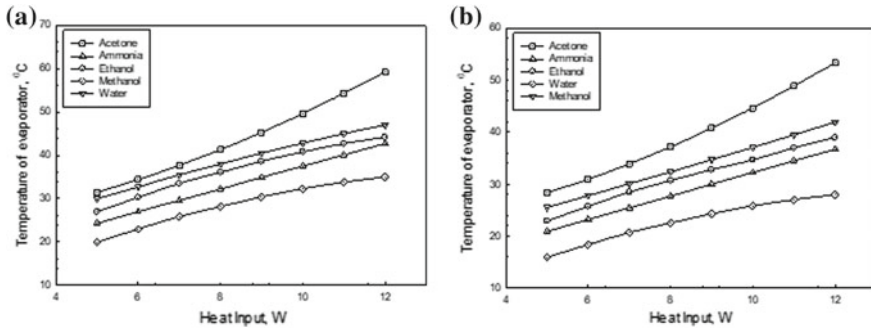 (a)
70
60
50
40
30
20
10
Temperature of evaporator, °C
Acetone
Ammonia
Ethanol
Methanol
Water
4
6
8
10
12
Heat Input, W
(b)
60
50
40
30
20
10
Temperature of evaporator, °C
Acetone
Ammonia
Ethanol
Water
Methanol
4
6
8
10
12
Heat Input, W